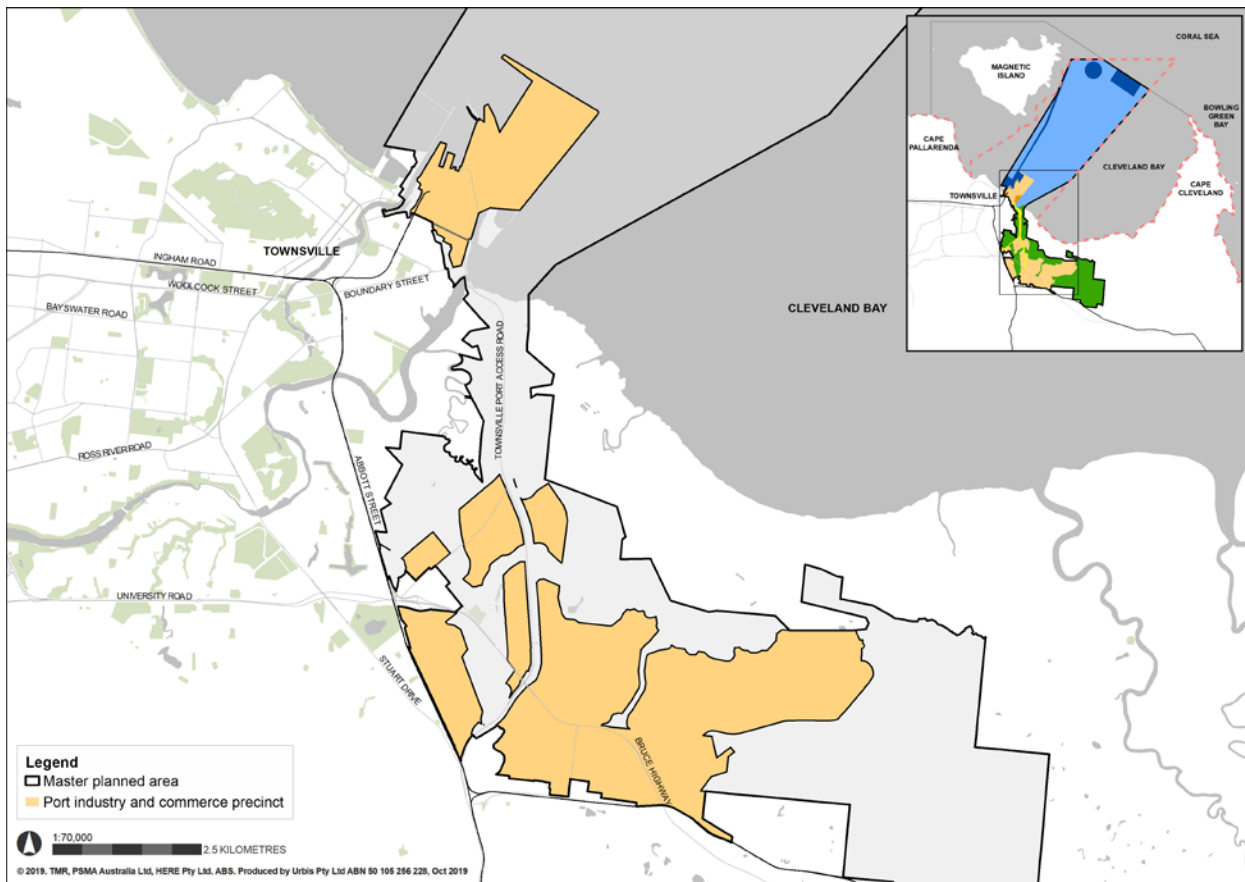 CORAL SEA
MAGNETIC
ISLAND
BOWLING
GREEN
BAY
CAPE
PALLARENDA
CLEVELAND BAY
CAPE
CLEVELAND
TOWNSVILLE
TOWNSVILLE
INGHAM ROAD
WOOLCOCK STREET
BOUNDARY STREET
BAYSWATER ROAD
CLEVELAND BAY
TOWNSVILLE PORT ACCESS ROAD
ROSS RIVER ROAD
ABBOTT STREET
UNIVERSITY ROAD
STUART DRIVE
BRUCE HIGHWAY
Legend
Master planned area
Port industry and commerce precinct
1:70,000
2.5 KILOMETRES
© 2019. TMR, PSMA Australia Ltd, HERE Pty Ltd. ABS. Produced by Urbis Pty Ltd ABN 50 105 256 228, Oct 2019